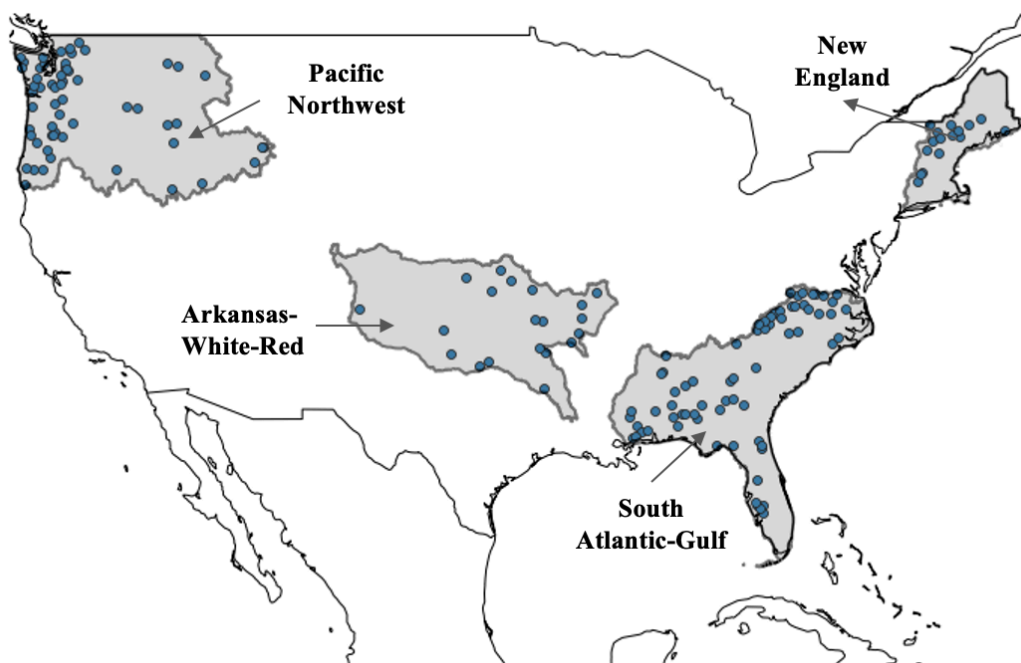 New
England
Pacific
Northwest
Arkansas-
White-Red
South
Atlantic-Gulf